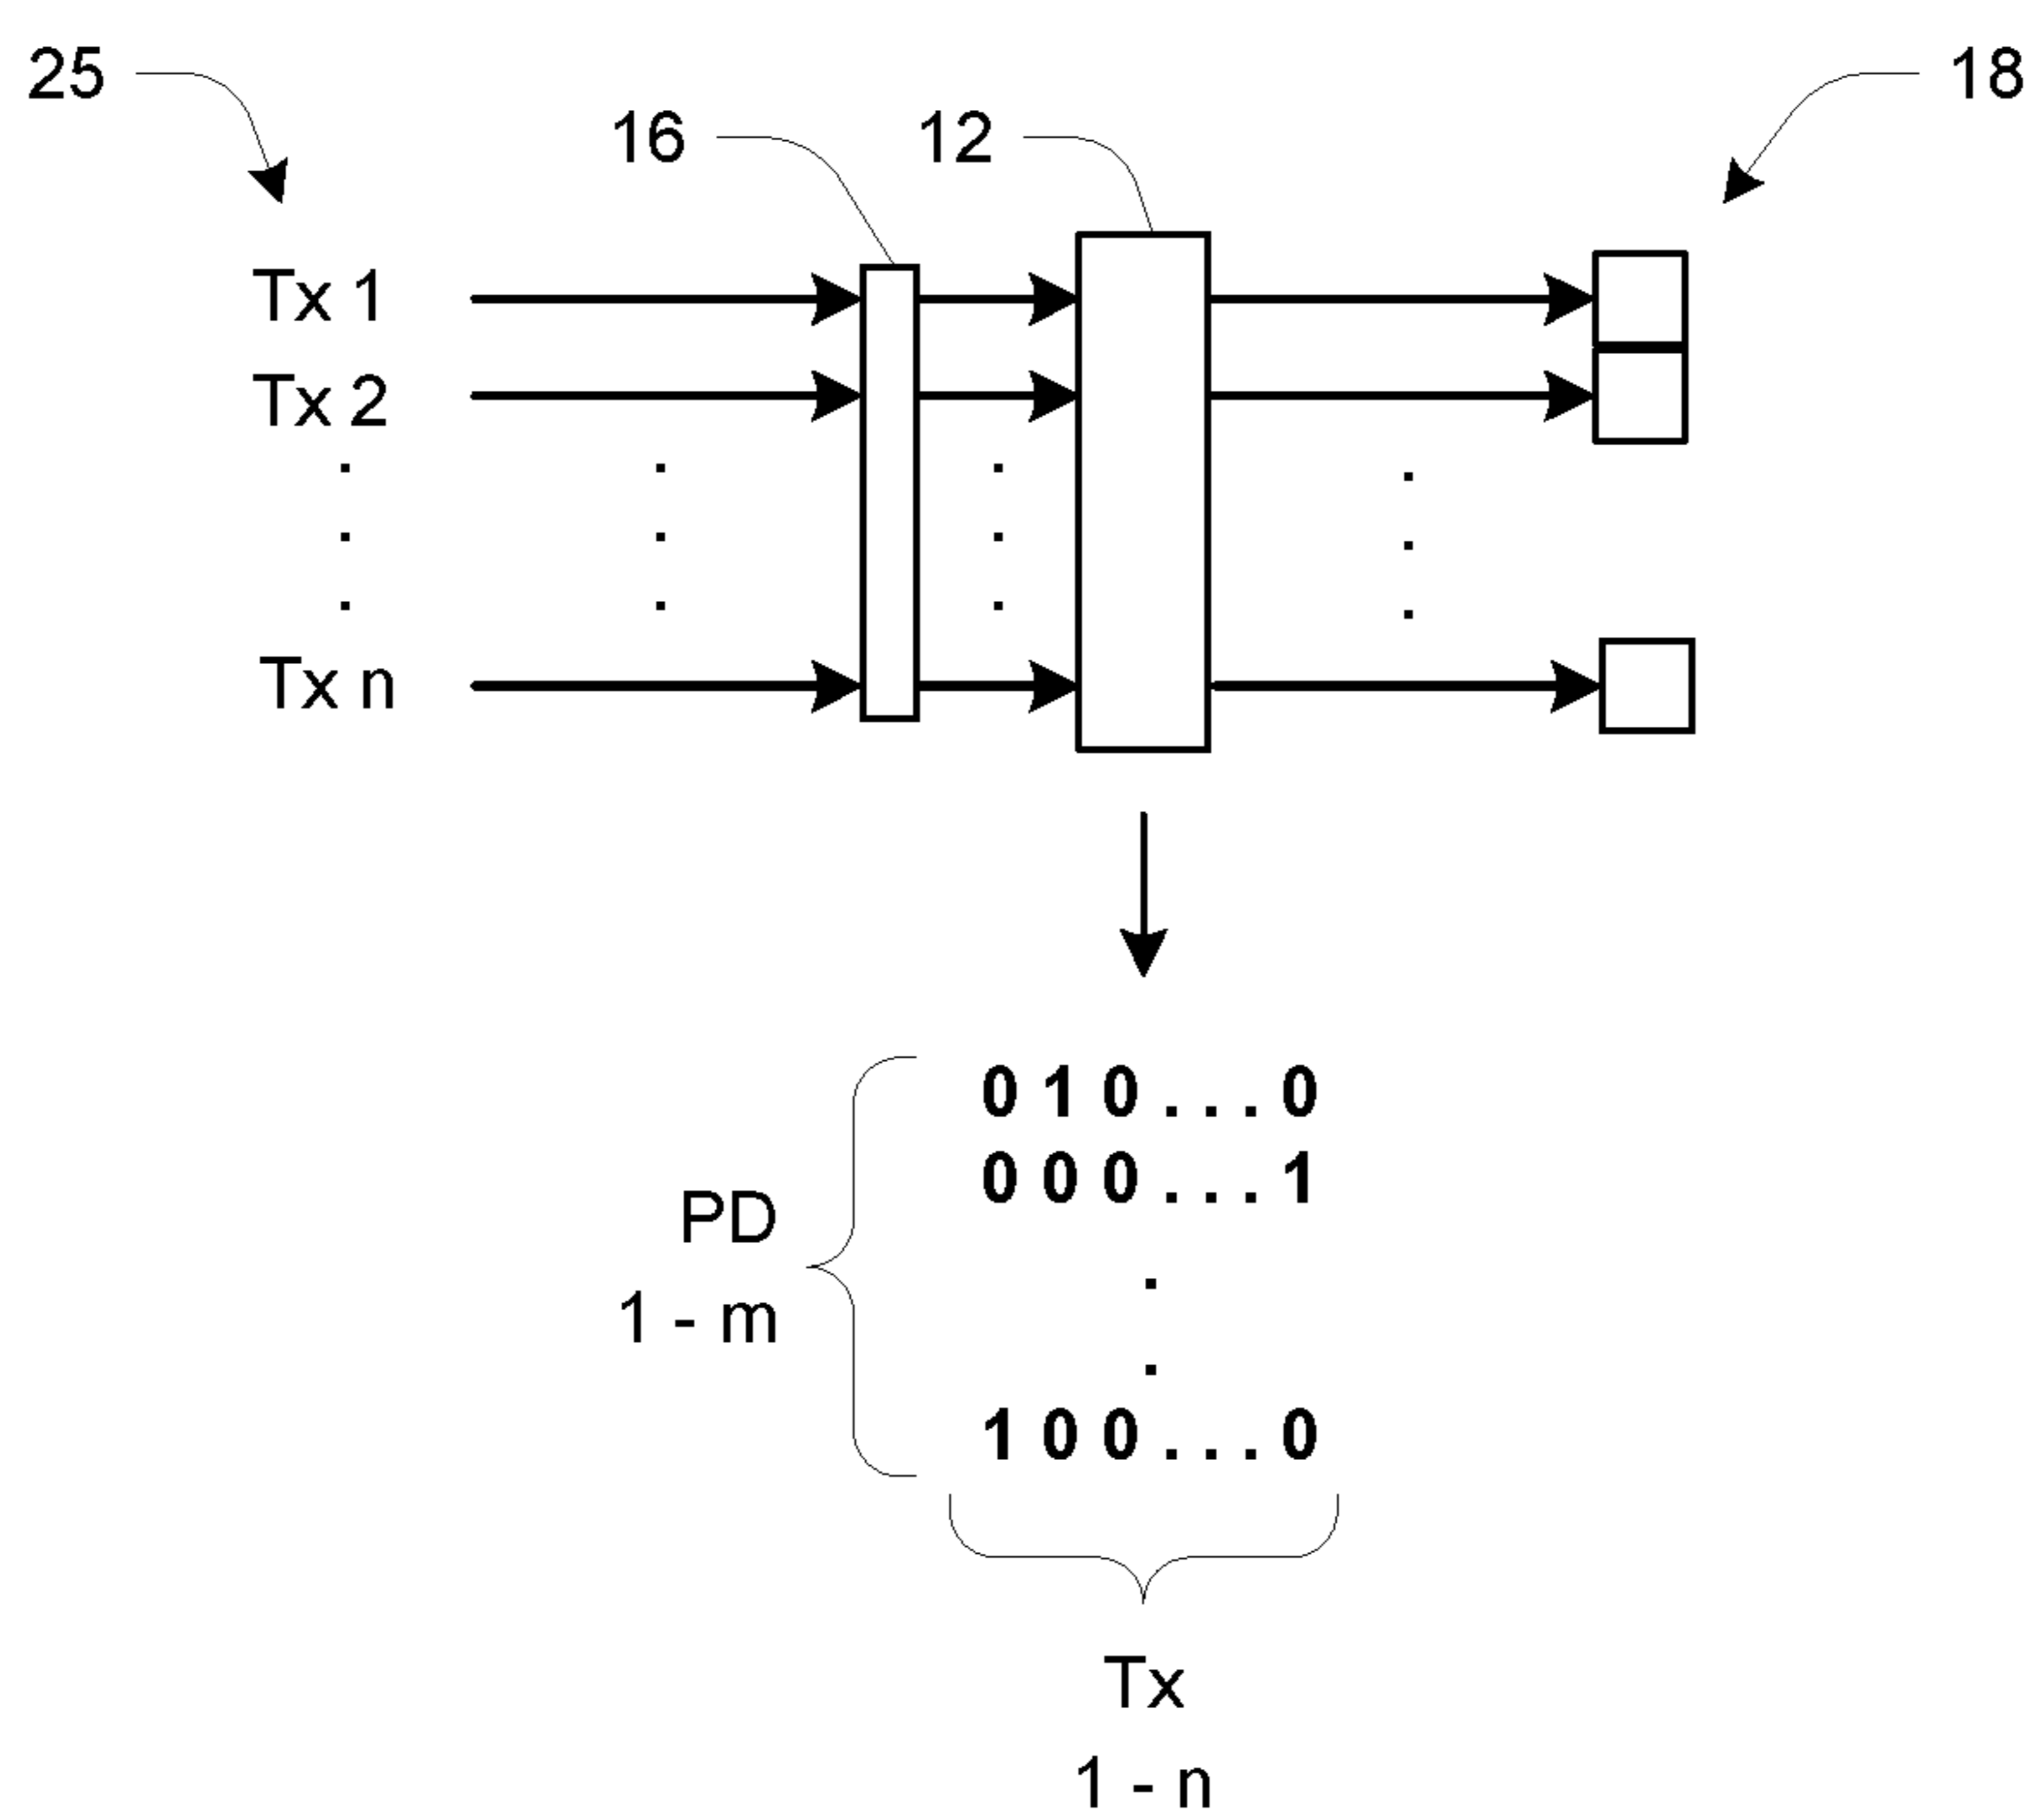 25
18
16
12
Tx 1
Tx 2
.
.
.
Tx n
0 1 0 . . . 0
0 0 0 . . . 1
.
.
1 0 0 . . . 0
PD
1 - m
Tx
1 - n